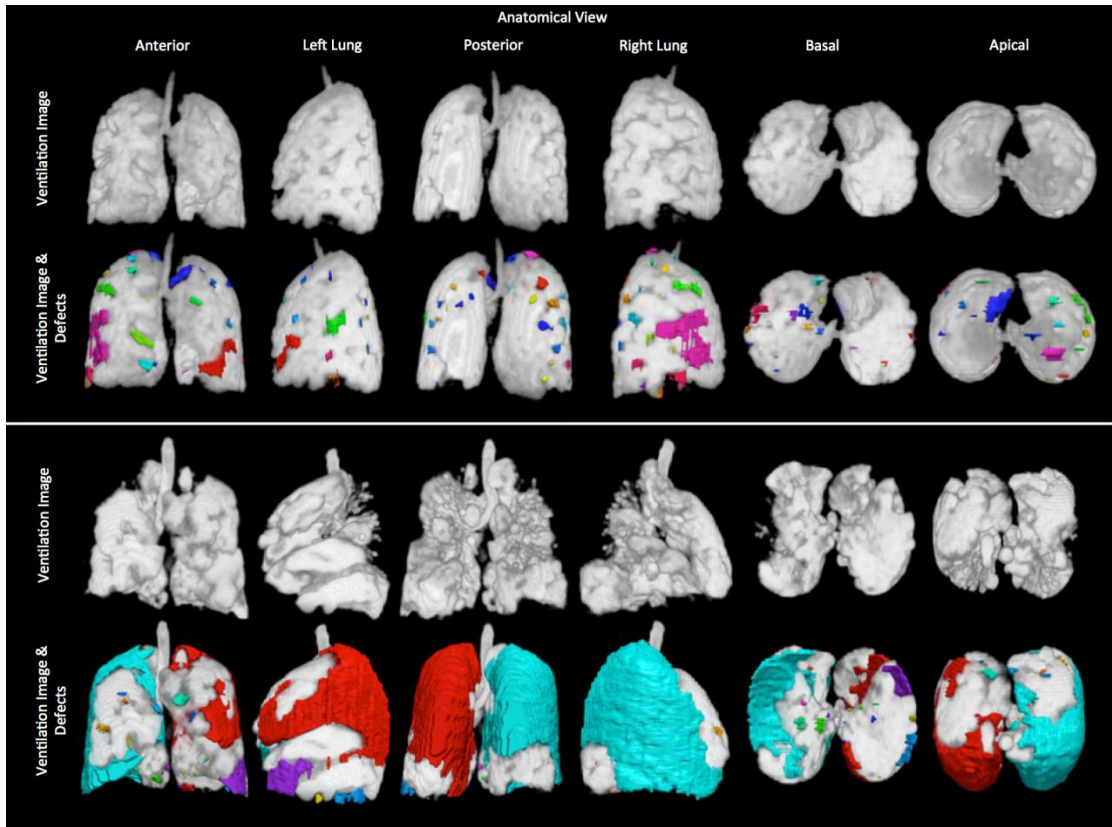 Anatomical View
Anterior
Left Lung
Posterior
Right Lung
Basal
Apical
Ventilation Image
Ventilation Image &
Defects
Ventilation Image
Ventilation Image &
Defects